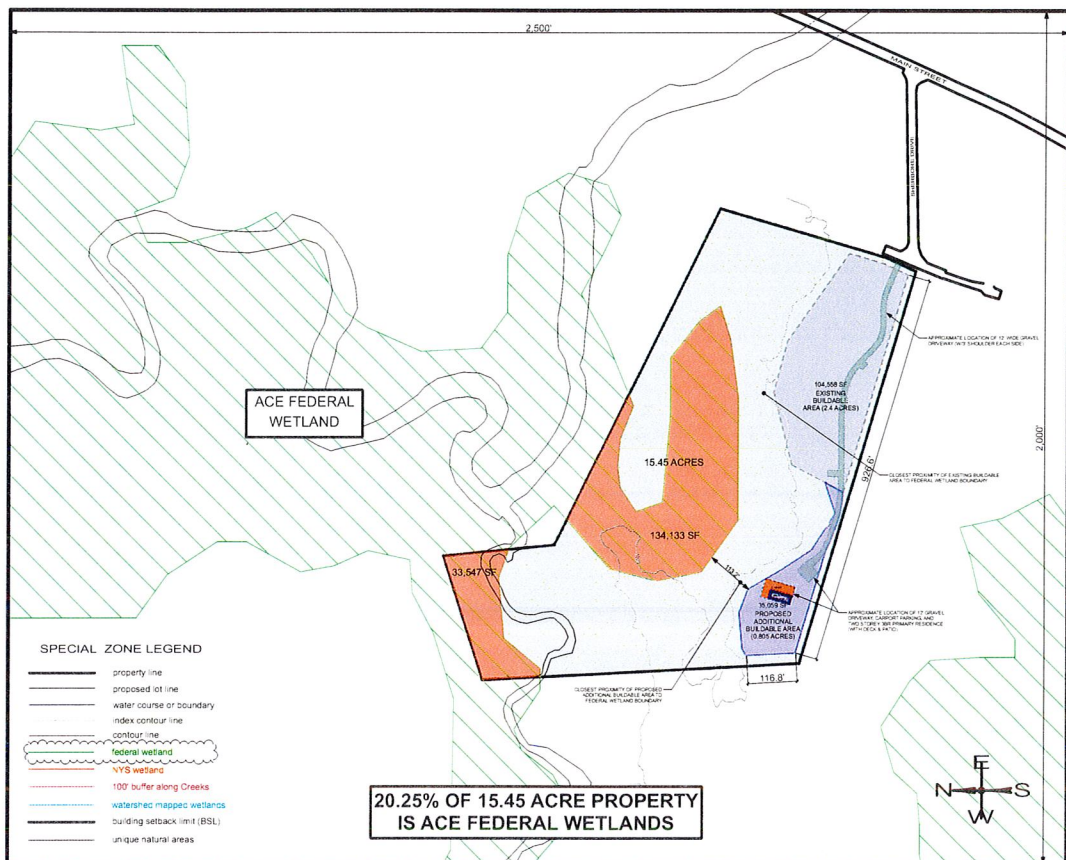 2,500'
MAIN STREET
SHERBORNE DRIVE
2,000'
APPROXIMATE LOCATION OF 12' WIDE GRAVEL
DRIVEWAY (W/3' SHOULDER EACH SIDE)
ACE FEDERAL
WETLAND
104,558 SF
EXISTING
BUILDABLE
AREA (2.4 ACRES)
926.6'
15.45 ACRES
CLOSEST PROXIMITY OF EXISTING BUILDABLE
AREA TO FEDERAL WETLAND BOUNDARY
134,133 SF
33,547 SF
35,059 SF
PROPOSED
ADDITIONAL
BUILDABLE AREA
(0.805 ACRES)
APPROXIMATE LOCATION OF 12' GRAVEL
DRIVEWAY, CARPORT PARKING, AND
TWO STOREY 3BR PRIMARY RESIDENCE
(WITH DECK & PATIO)
116.8'
CLOSEST PROXIMITY OF PROPOSED
ADDITIONAL BUILDABLE AREA TO
FEDERAL WETLAND BOUNDARY
SPECIAL ZONE LEGEND
property line
proposed lot line
water course or boundary
index contour line
contour line
federal wetland
NYS wetland
100' buffer along Creeks
watershed mapped wetlands
building setback limit (BSL)
unique natural areas
20.25% OF 15.45 ACRE PROPERTY
IS ACE FEDERAL WETLANDS
E
N S
W